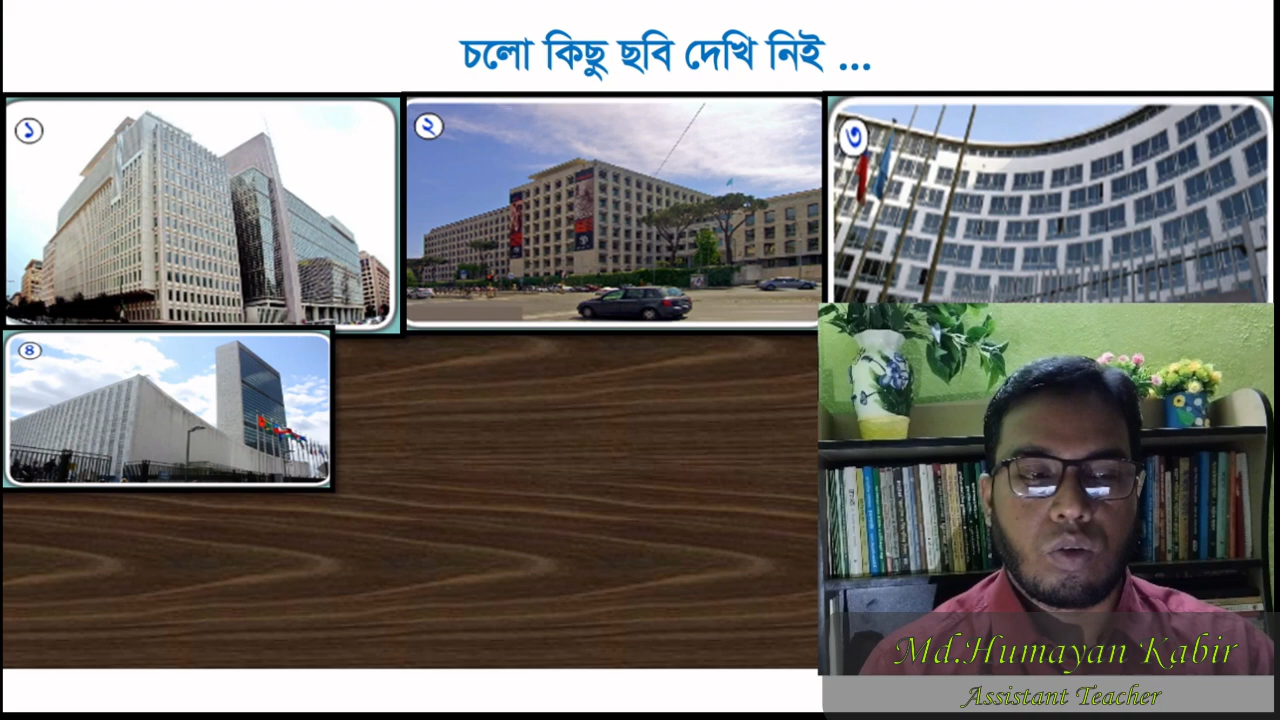 চলো কিছু ছবি দেখি নিই ...
১
২
৩
৪
Md.Humayan Kabir
Assistant Teacher